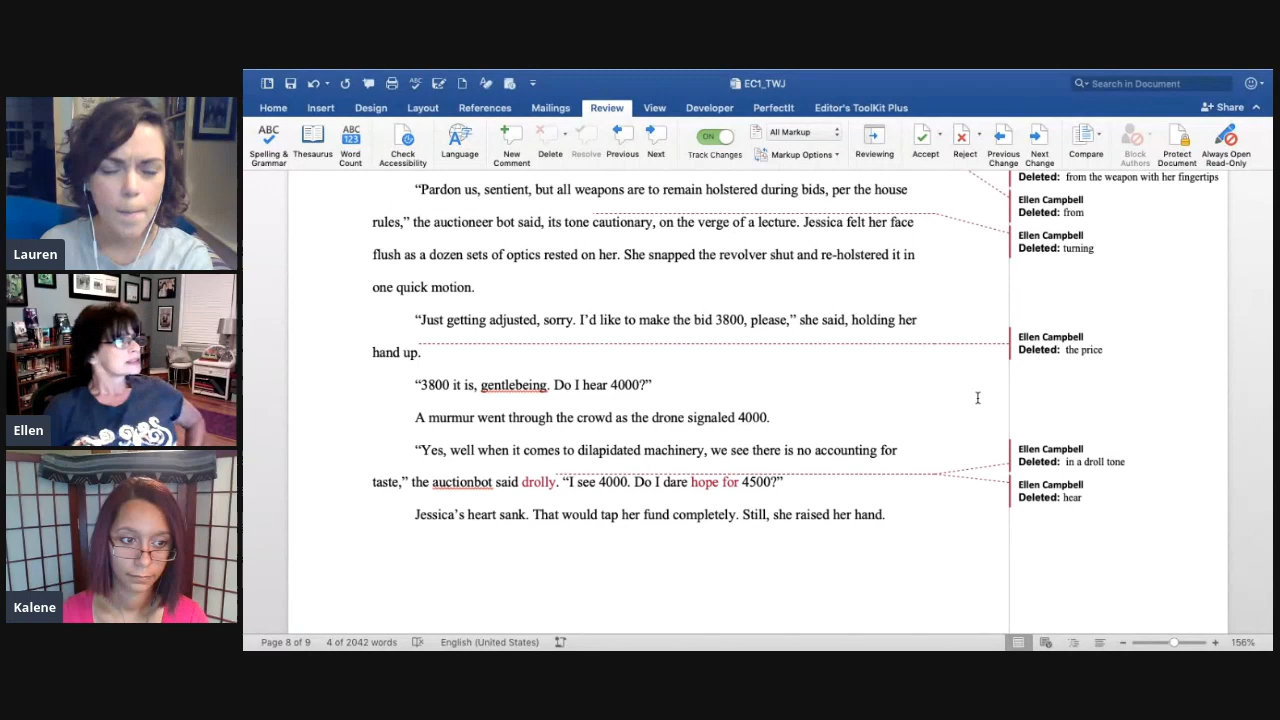 EC1_TWJ
Search in Document
Home Insert Design Layout References Mailings Review View Developer PerfectIt Editor's ToolKit Plus
Share
ABC
ABC
123
ON
All Markup
Spelling & Grammar
Thesaurus
Word Count
Check Accessibility
Language
New Comment
Delete
Resolve
Previous
Next
Track Changes
Markup Options
Reviewing
Accept
Reject
Previous Change
Next Change
Compare
Block Authors
Protect Document
Always Open Read-Only
“Pardon us, sentient, but all weapons are to remain holstered during bids, per the house
rules,” the auctioneer bot said, its tone cautionary, on the verge of a lecture. Jessica felt her face
flush as a dozen sets of optics rested on her. She snapped the revolver shut and re-holstered it in
one quick motion.
“Just getting adjusted, sorry. I’d like to make the bid 3800, please,” she said, holding her
hand up.
“3800 it is, gentlebeing. Do I hear 4000?”
A murmur went through the crowd as the drone signaled 4000.
“Yes, well when it comes to dilapidated machinery, we see there is no accounting for
taste,” the auctionbot said drolly. “I see 4000. Do I dare hope for 4500?”
Jessica’s heart sank. That would tap her fund completely. Still, she raised her hand.
Deleted: from the weapon with her fingertips
Ellen Campbell
Deleted: from
Ellen Campbell
Deleted: turning
Ellen Campbell
Deleted: the price
Ellen Campbell
Deleted: in a droll tone
Ellen Campbell
Deleted: hear
Lauren
Ellen
Kalene
Page 8 of 9 4 of 2042 words English (United States) 156%